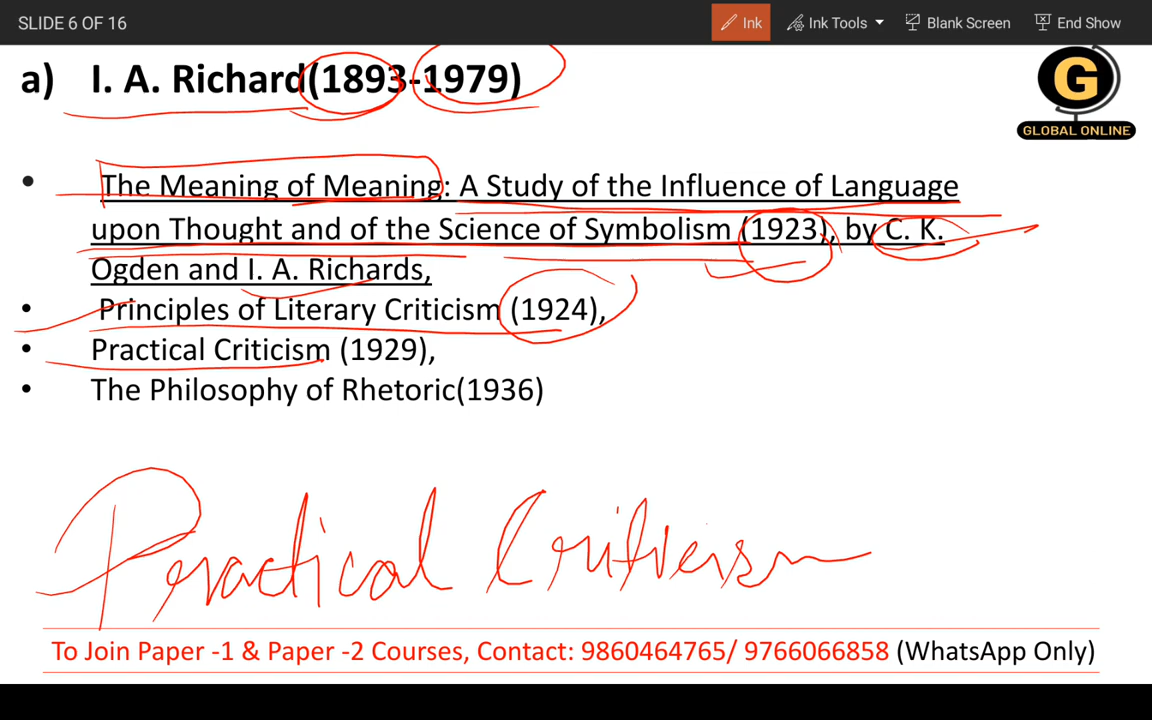 SLIDE 6 OF 16 Ink Ink Tools Blank Screen End Show
a) I. A. Richard(1893-1979)
GLOBAL ONLINE
• The Meaning of Meaning: A Study of the Influence of Language
upon Thought and of the Science of Symbolism (1923), by C. K.
Ogden and I. A. Richards,
• Principles of Literary Criticism (1924),
• Practical Criticism (1929),
• The Philosophy of Rhetoric(1936)
Practical Criticism
To Join Paper -1 & Paper -2 Courses, Contact: 9860464765/ 9766066858 (WhatsApp Only)